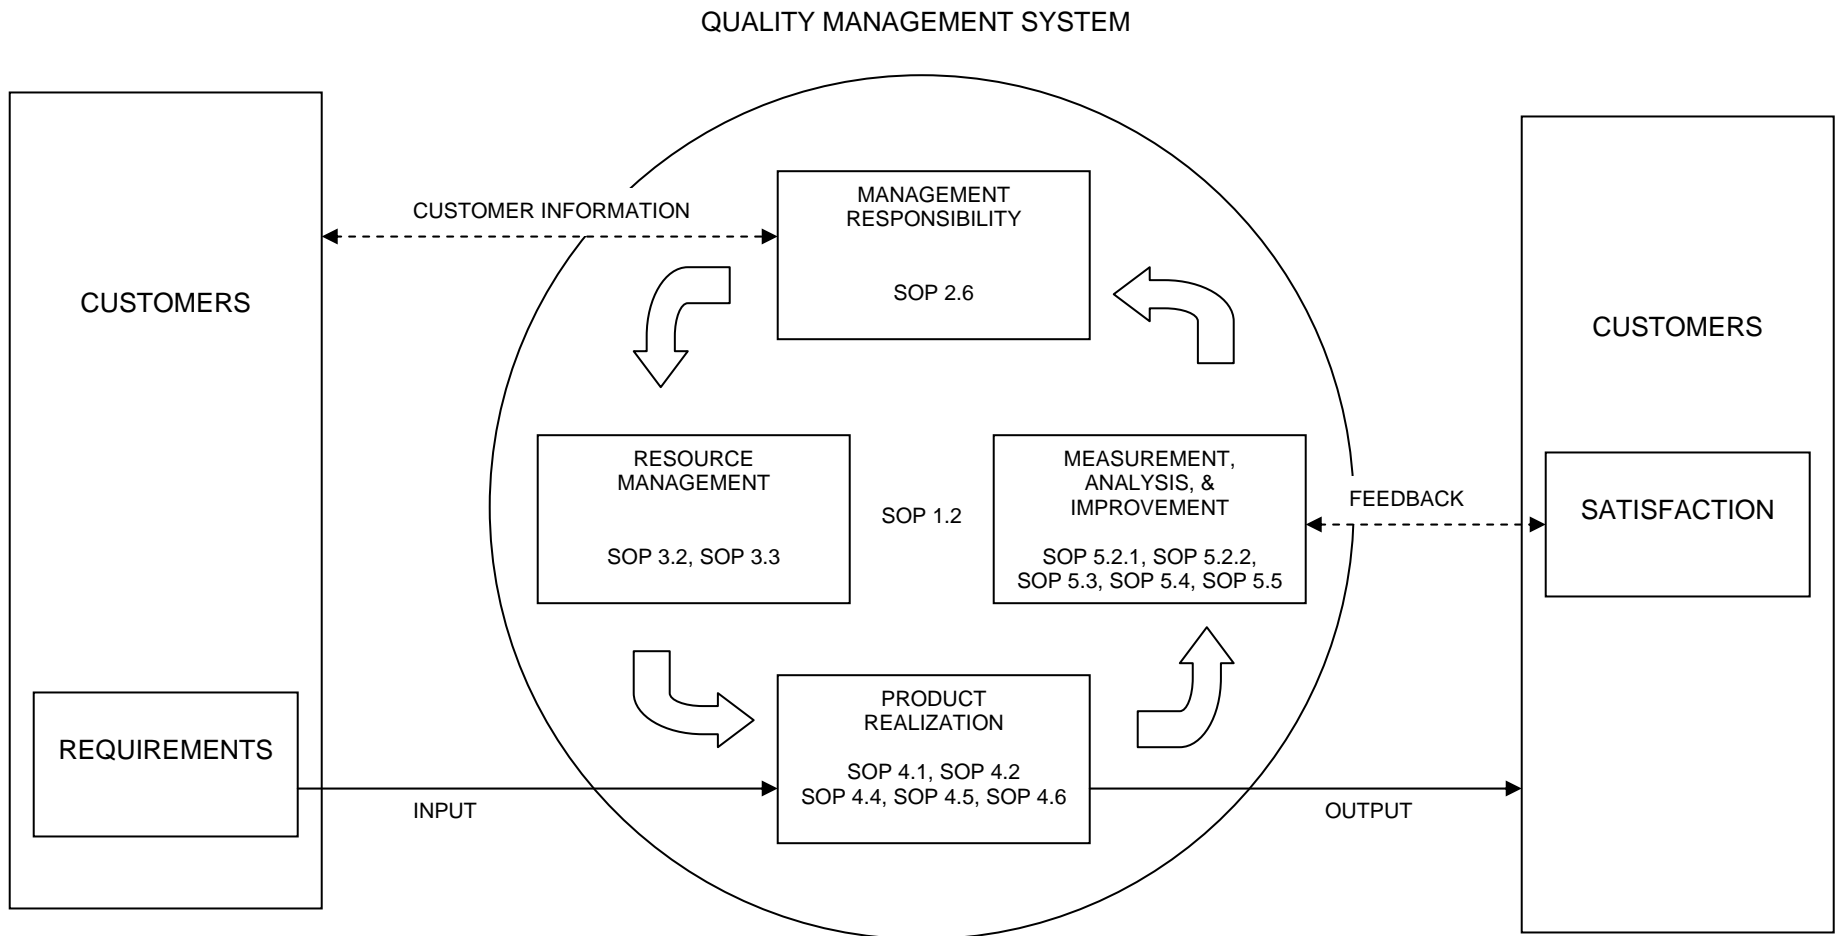 QUALITY MANAGEMENT SYSTEM
CUSTOMERS
REQUIREMENTS
CUSTOMER INFORMATION
INPUT
MANAGEMENT
RESPONSIBILITY
SOP 2.6
RESOURCE
MANAGEMENT
SOP 3.2, SOP 3.3
SOP 1.2
MEASUREMENT,
ANALYSIS, &
IMPROVEMENT
SOP 5.2.1, SOP 5.2.2,
SOP 5.3, SOP 5.4, SOP 5.5
PRODUCT
REALIZATION
SOP 4.1, SOP 4.2
SOP 4.4, SOP 4.5, SOP 4.6
FEEDBACK
OUTPUT
CUSTOMERS
SATISFACTION